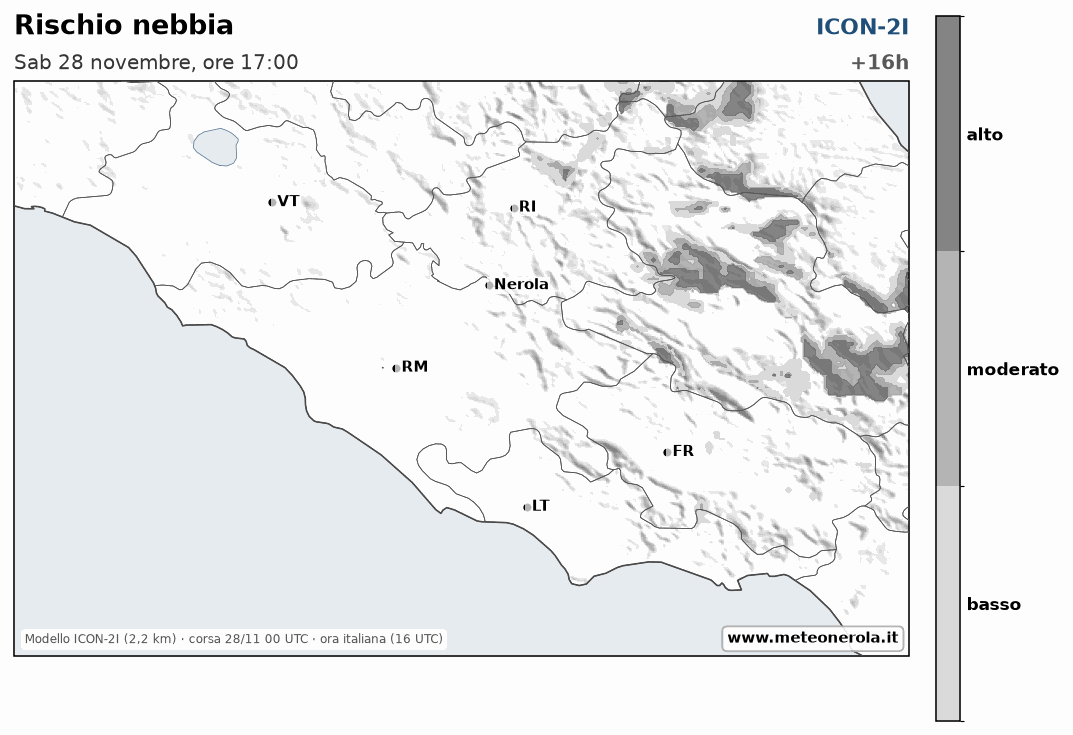 Rischio nebbia
ICON-2I
Sab 28 novembre, ore 17:00
+16h
alto
VT
RI
Nerola
RM
moderato
FR
LT
basso
Modello ICON-2I (2,2 km) · corsa 28/11 00 UTC · ora italiana (16 UTC)
www.meteonerola.it